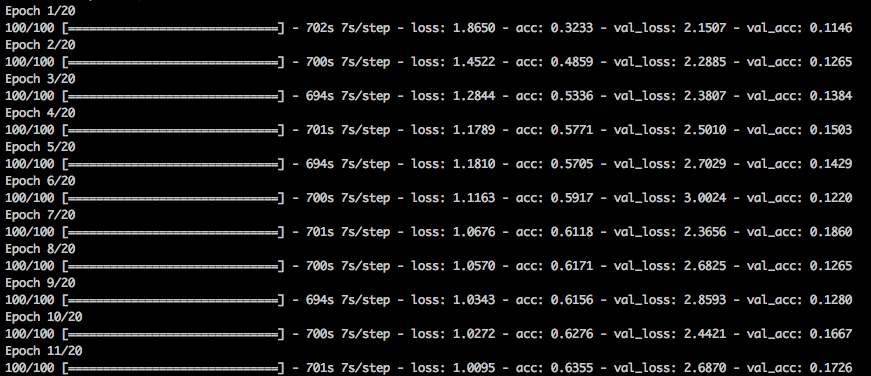 Epoch 1/20
100/100 [==============================] - 702s 7s/step - loss: 1.8650 - acc: 0.3233 - val_loss: 2.1507 - val_acc: 0.1146
Epoch 2/20
100/100 [==============================] - 700s 7s/step - loss: 1.4522 - acc: 0.4859 - val_loss: 2.2885 - val_acc: 0.1265
Epoch 3/20
100/100 [==============================] - 694s 7s/step - loss: 1.2844 - acc: 0.5336 - val_loss: 2.3807 - val_acc: 0.1384
Epoch 4/20
100/100 [==============================] - 701s 7s/step - loss: 1.1789 - acc: 0.5771 - val_loss: 2.5010 - val_acc: 0.1503
Epoch 5/20
100/100 [==============================] - 694s 7s/step - loss: 1.1810 - acc: 0.5705 - val_loss: 2.7029 - val_acc: 0.1429
Epoch 6/20
100/100 [==============================] - 700s 7s/step - loss: 1.1163 - acc: 0.5917 - val_loss: 3.0024 - val_acc: 0.1220
Epoch 7/20
100/100 [==============================] - 701s 7s/step - loss: 1.0676 - acc: 0.6118 - val_loss: 2.3656 - val_acc: 0.1860
Epoch 8/20
100/100 [==============================] - 700s 7s/step - loss: 1.0570 - acc: 0.6171 - val_loss: 2.6825 - val_acc: 0.1265
Epoch 9/20
100/100 [==============================] - 694s 7s/step - loss: 1.0343 - acc: 0.6156 - val_loss: 2.8593 - val_acc: 0.1280
Epoch 10/20
100/100 [==============================] - 700s 7s/step - loss: 1.0272 - acc: 0.6276 - val_loss: 2.4421 - val_acc: 0.1667
Epoch 11/20
100/100 [==============================] - 701s 7s/step - loss: 1.0095 - acc: 0.6355 - val_loss: 2.6870 - val_acc: 0.1726